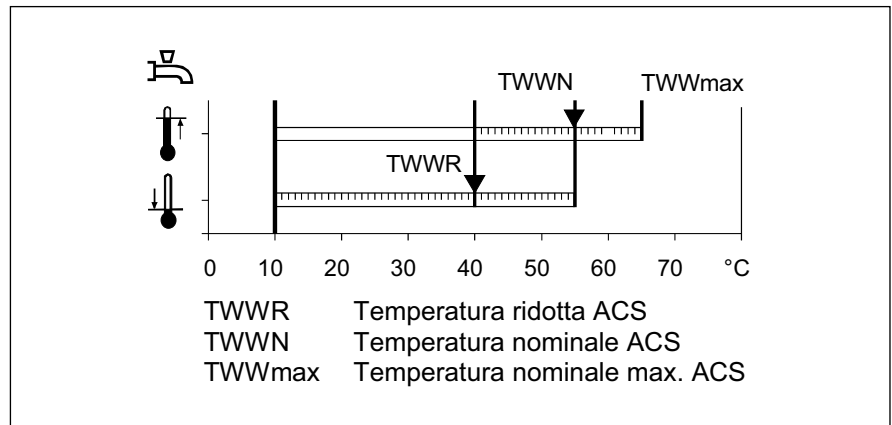 TWWN TWWmax
TWWR
0 10 20 30 40 50 60 70 °C
TWWR Temperatura ridotta ACS
TWWN Temperatura nominale ACS
TWWmax Temperatura nominale max. ACS